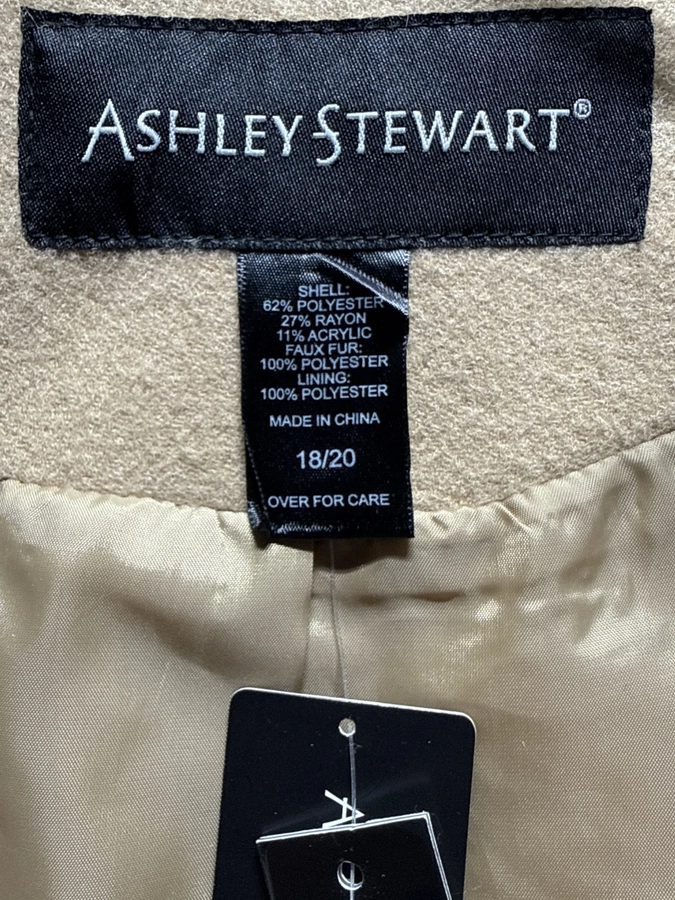 ASHLEY STEWART®
SHELL:
62% POLYESTER
27% RAYON
11% ACRYLIC
FAUX FUR:
100% POLYESTER
LINING:
100% POLYESTER
MADE IN CHINA
18/20
OVER FOR CARE